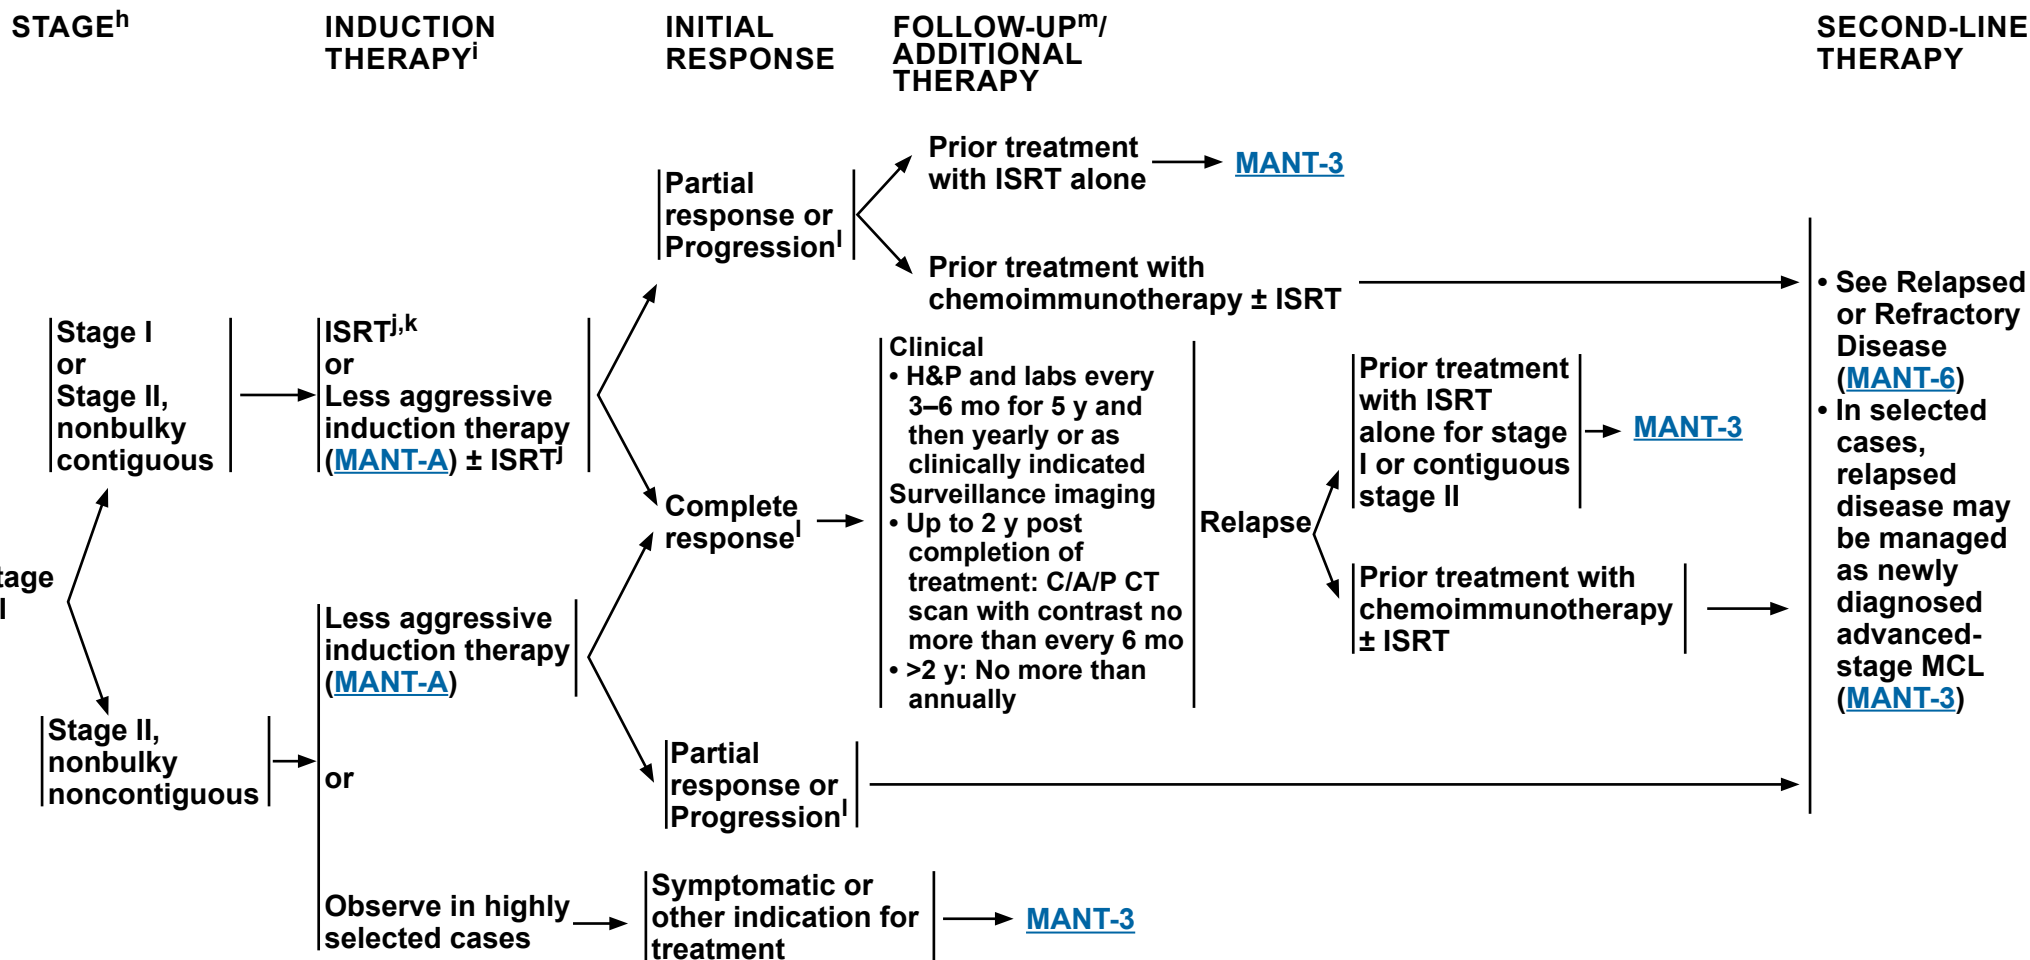 STAGEh
INDUCTION
THERAPYi
INITIAL
RESPONSE
FOLLOW-UPm/
ADDITIONAL
THERAPY
SECOND-LINE
THERAPY
Stage I
or
Stage II,
nonbulky
contiguous
Stage II,
nonbulky
noncontiguous
ISRTj,k
or
Less aggressive
induction therapy
(MANT-A) ± ISRTj
Less aggressive
induction therapy
(MANT-A)
or
Observe in highly
selected cases
Partial
response or
Progressionl
Complete
responsel
Partial
response or
Progressionl
Symptomatic or
other indication for
treatment
MANT-3
Prior treatment
with ISRT alone
MANT-3
Prior treatment with
chemoimmunotherapy ± ISRT
Clinical
• H&P and labs every
3–6 mo for 5 y and
then yearly or as
clinically indicated
Surveillance imaging
• Up to 2 y post
completion of
treatment: C/A/P CT
scan with contrast no
more than every 6 mo
• >2 y: No more than
annually
Relapse
Prior treatment
with ISRT
alone for stage
I or contiguous
stage II
MANT-3
Prior treatment with
chemoimmunotherapy
± ISRT
• See Relapsed
or Refractory
Disease
(MANT-6)
• In selected
cases,
relapsed
disease may
be managed
as newly
diagnosed
advanced-
stage MCL
(MANT-3)